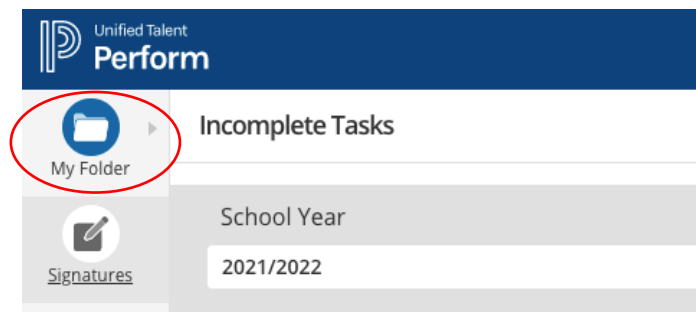 Unified Talent
Perform
My Folder
Incomplete Tasks
Signatures
School Year
2021/2022